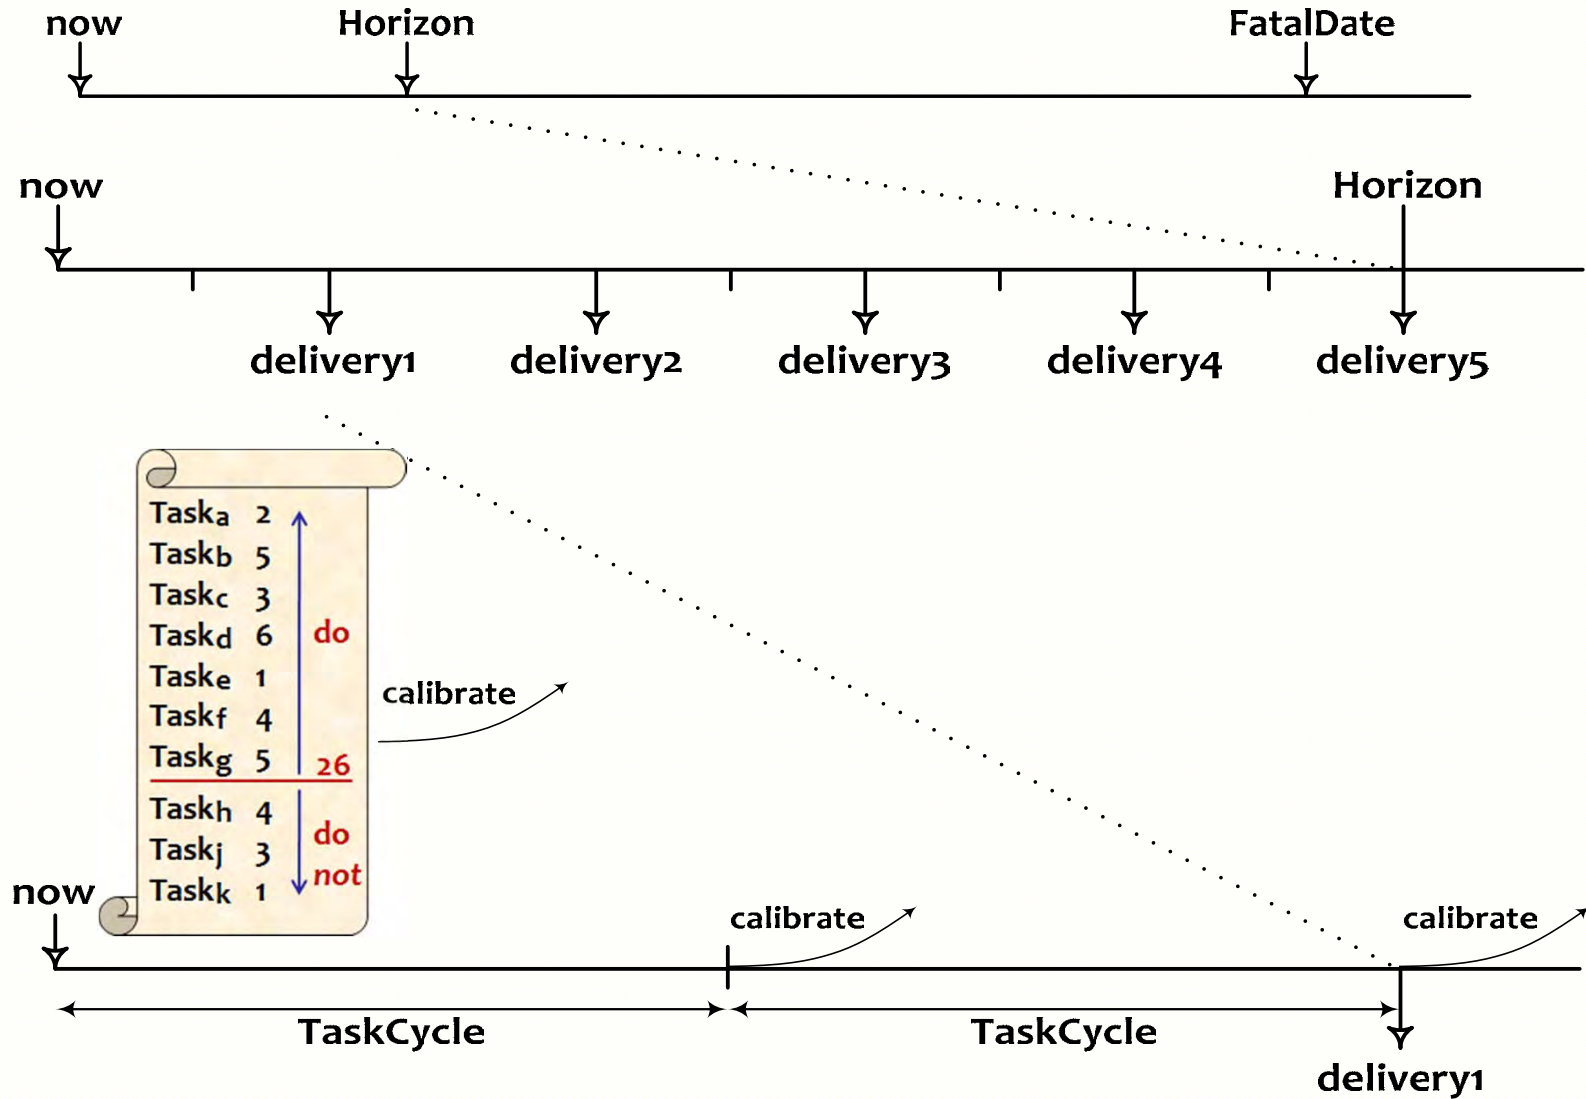 now Horizon FatalDate
now Horizon
delivery1 delivery2 delivery3 delivery4 delivery5
Taska 2
Taskb 5
Taskc 3
Taskd 6
do
Taske 1
calibrate
Taskf 4
Taskg 5 26
Taskh 4
do
Taskj 3
not
Taskk 1
now
calibrate calibrate
TaskCycle TaskCycle
delivery1